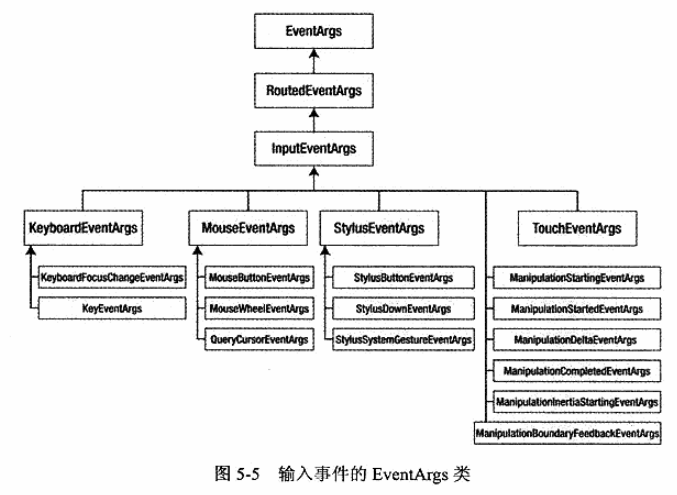 EventArgs
RoutedEventArgs
InputEventArgs
KeyboardEventArgs
MouseEventArgs
StylusEventArgs
TouchEventArgs
KeyboardFocusChangeEventArgs
MouseButtonEventArgs
StylusButtonEventArgs
ManipulationStartingEventArgs
KeyEventArgs
MouseWheelEventArgs
StylusDownEventArgs
ManipulationStartedEventArgs
QueryCursorEventArgs
StylusSystemGestureEventArgs
ManipulationDeltaEventArgs
ManipulationCompletedEventArgs
ManipulationInertiaStartingEventArgs
ManipulationBoundaryFeedbackEventArgs
图 5-5 输入事件的 EventArgs 类